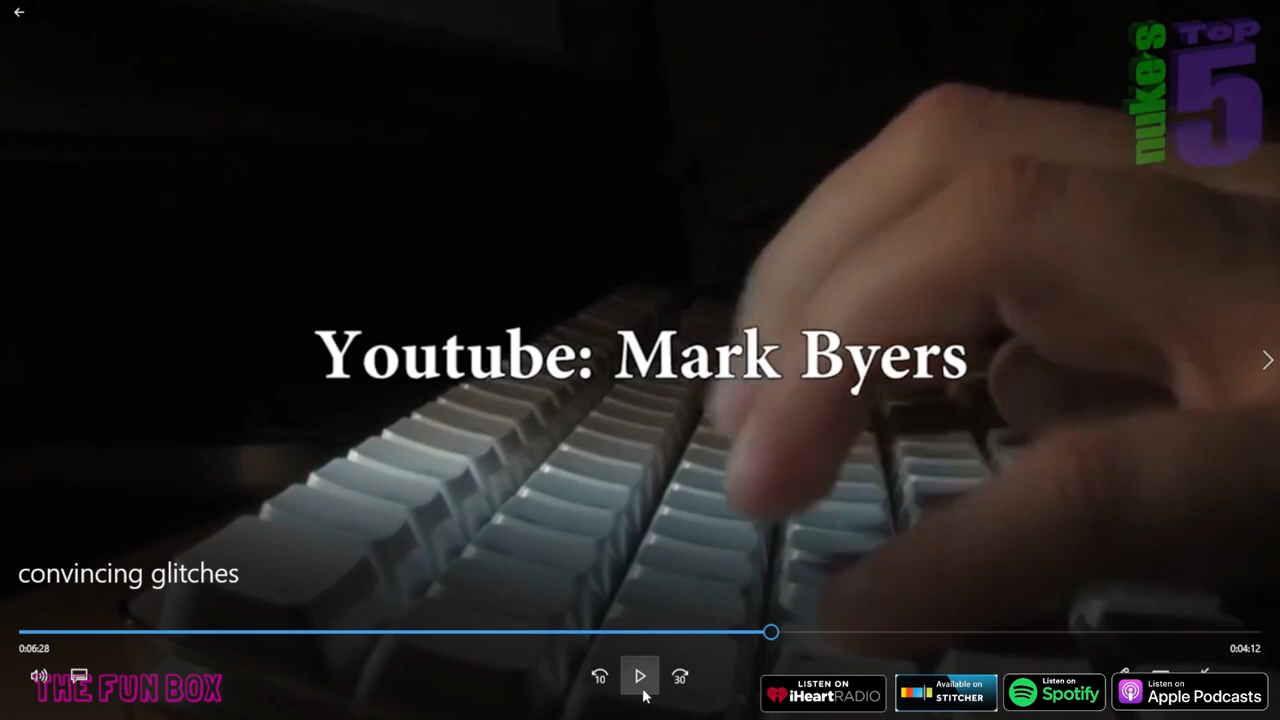 nuke's
TOP
5
Youtube: Mark Byers
convincing glitches
0:06:28
0:04:12
10
30
THE FUN BOX
LISTEN ON
iHeartRADIO
Available on
STITCHER
Listen on
Spotify
Listen on
Apple Podcasts